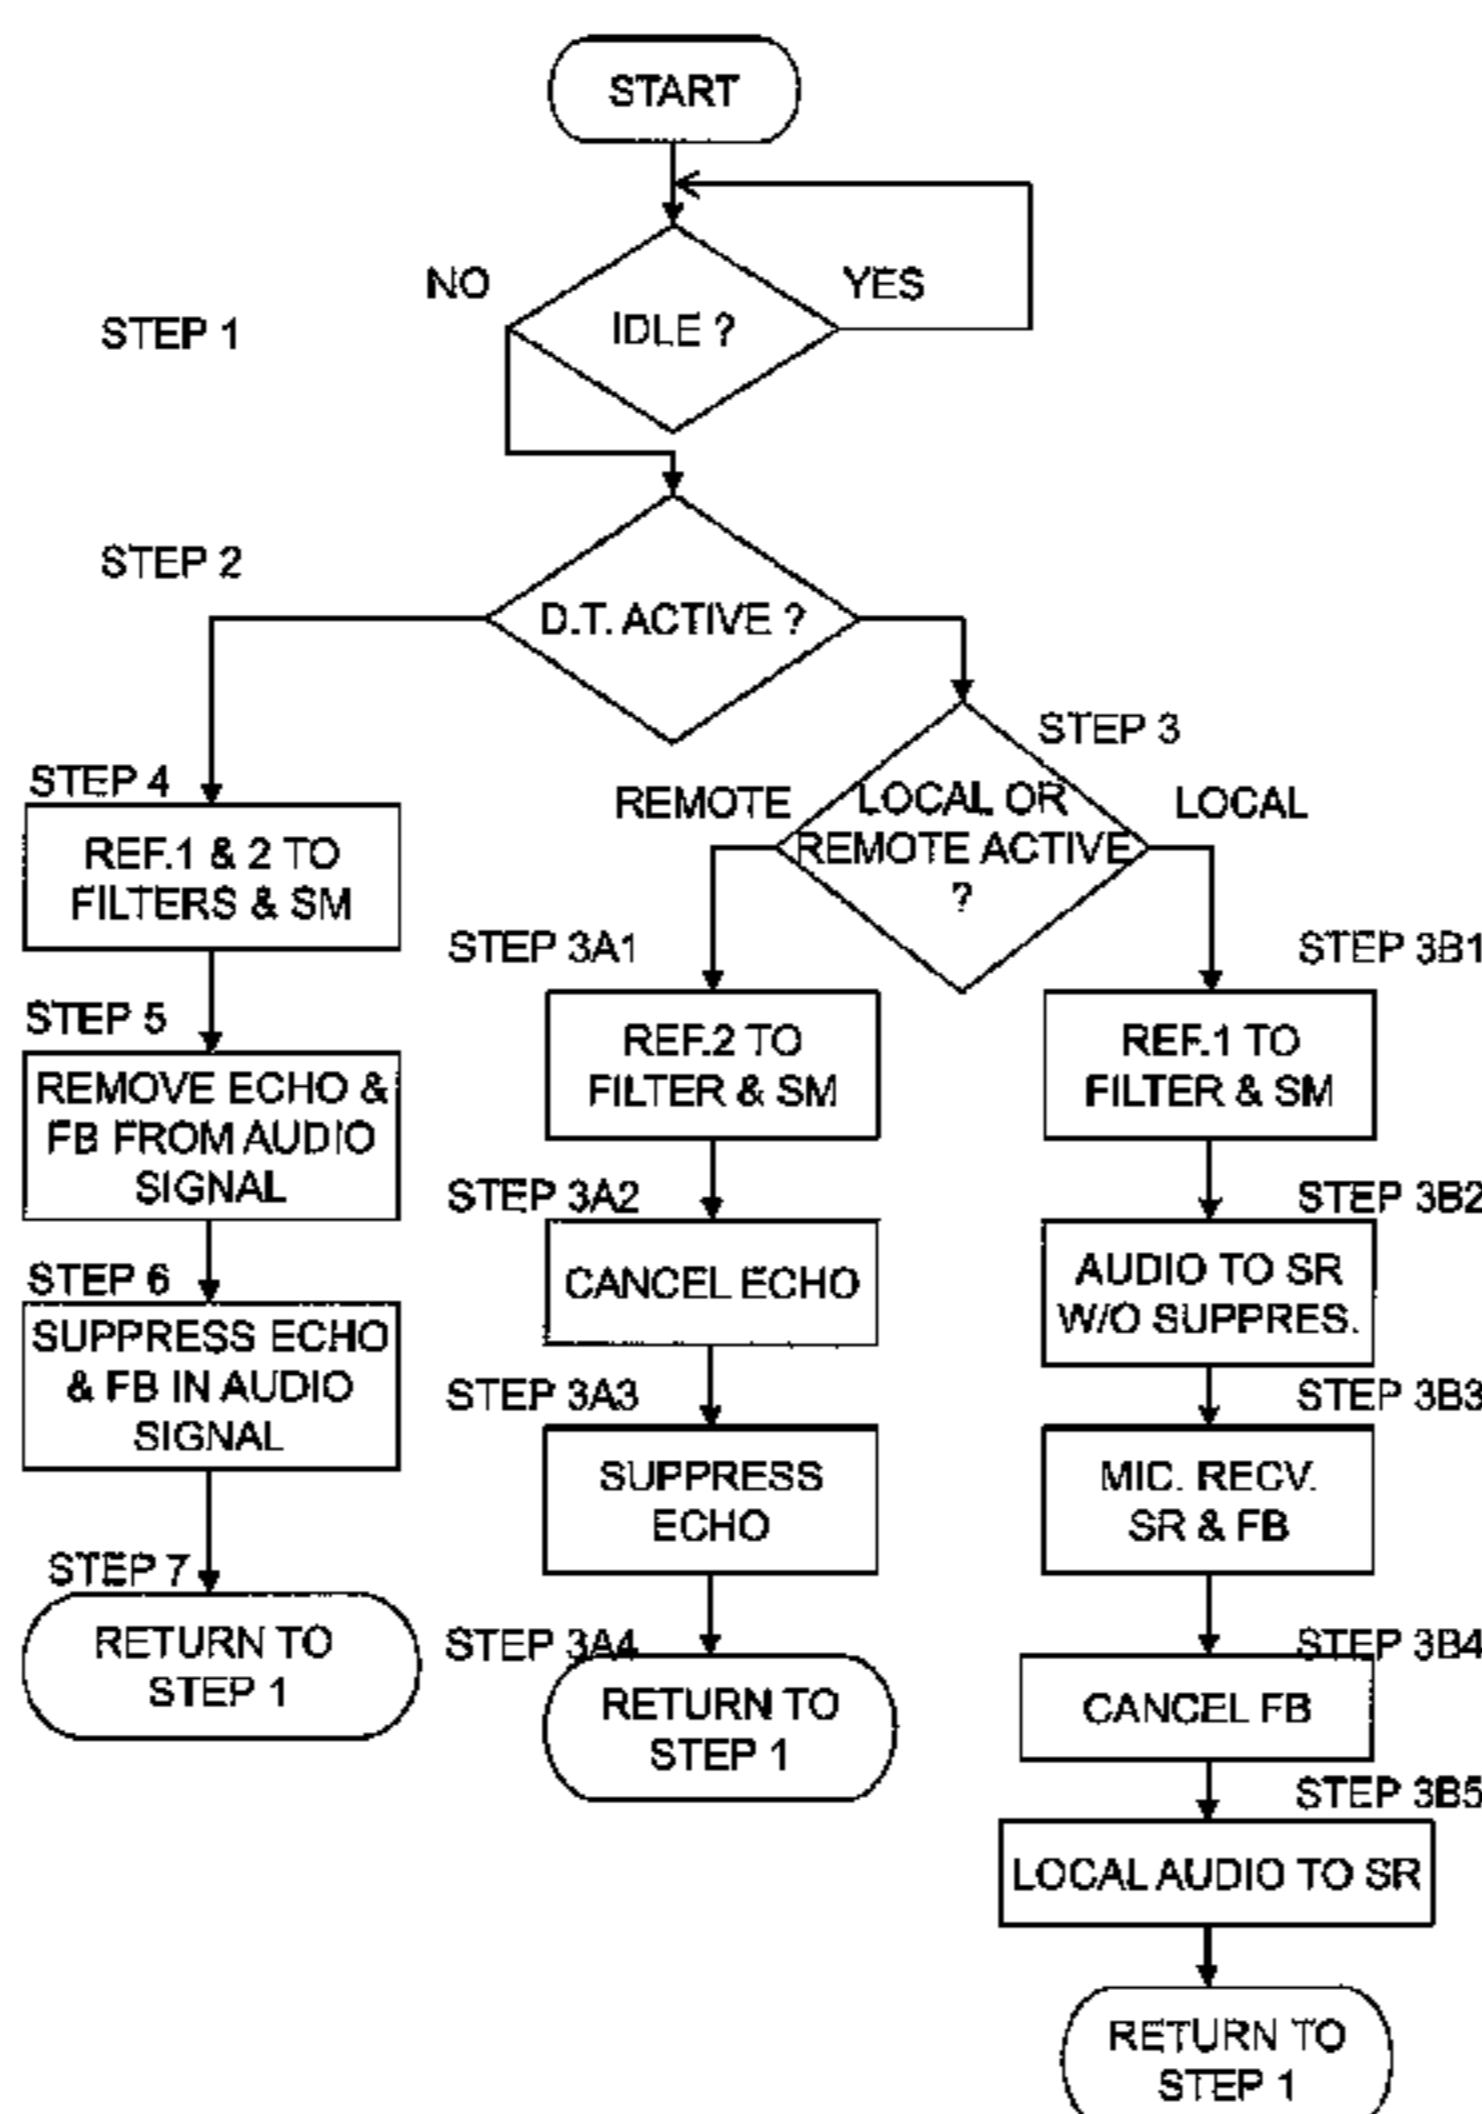 START
NO
YES
STEP 1
IDLE ?
STEP 2
D.T. ACTIVE ?
STEP 3
STEP 4
REMOTE
LOCAL OR
REMOTE ACTIVE
?
LOCAL
REF.1 & 2 TO
FILTERS & SM
STEP 5
REMOVE ECHO &
FB FROM AUDIO
SIGNAL
STEP 6
SUPPRESS ECHO
& FB IN AUDIO
SIGNAL
STEP 7
RETURN TO
STEP 1
STEP 3A1
REF.2 TO
FILTER & SM
STEP 3A2
CANCEL ECHO
STEP 3A3
SUPPRESS
ECHO
STEP 3A4
RETURN TO
STEP 1
STEP 3B1
REF.1 TO
FILTER & SM
STEP 3B2
AUDIO TO SR
W/O SUPPRES.
STEP 3B3
MIC. RECV.
SR & FB
STEP 3B4
CANCEL FB
STEP 3B5
LOCAL AUDIO TO SR
RETURN TO
STEP 1